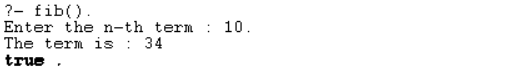 ?- fib().
Enter the n-th term : 10.
The term is : 34
true .